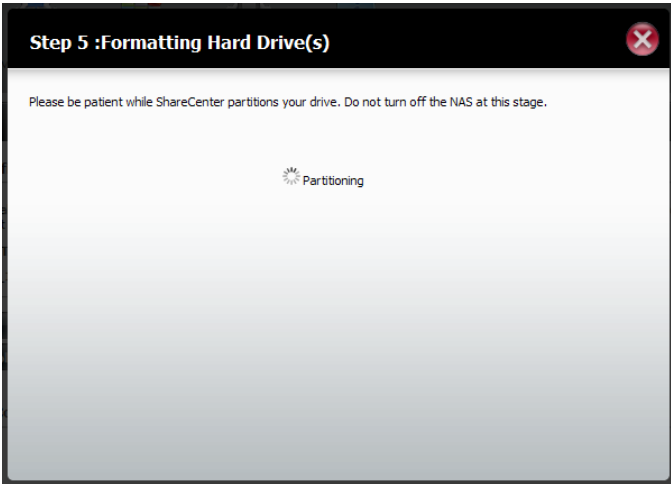 Step 5 :Formatting Hard Drive(s)
Please be patient while ShareCenter partitions your drive. Do not turn off the NAS at this stage.
Partitioning